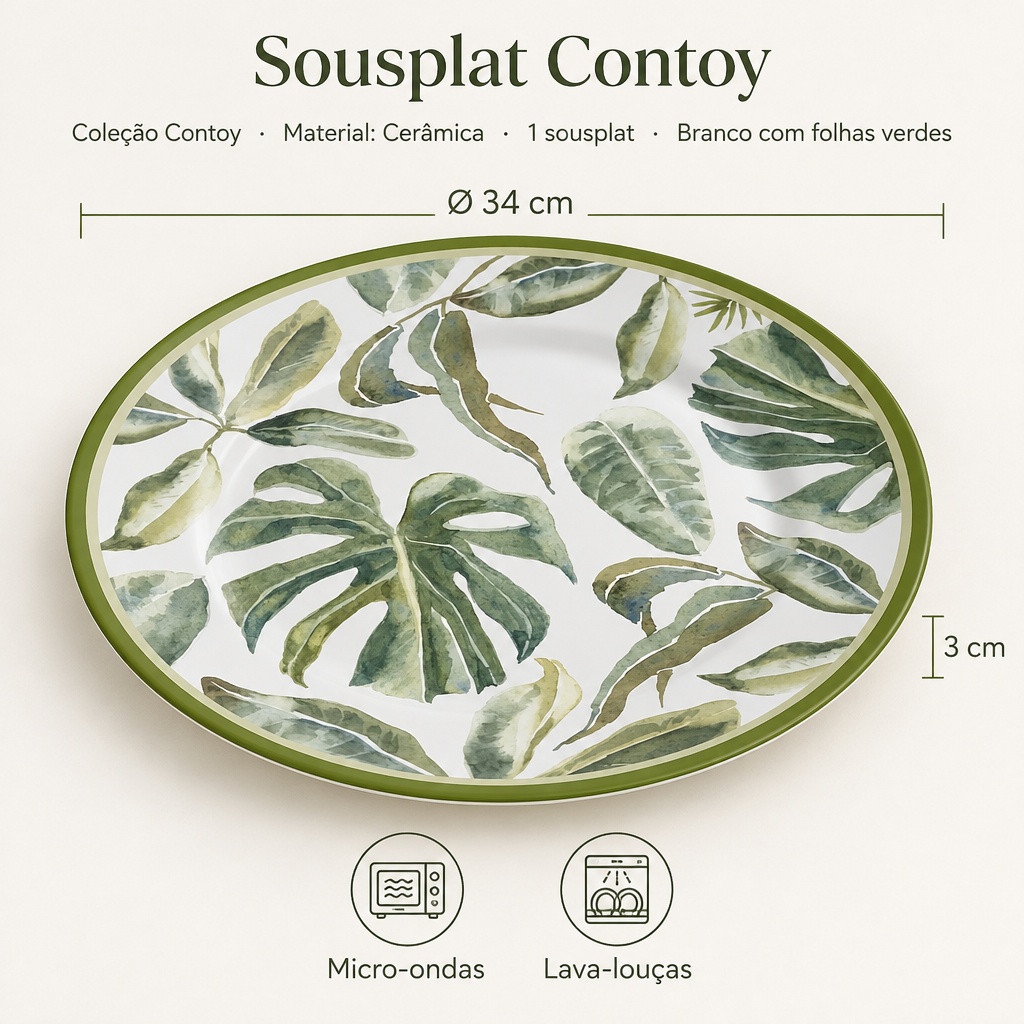 Sousplat Contoy
Coleção Contoy · Material: Cerâmica · 1 sousplat · Branco com folhas verdes
Ø 34 cm
3 cm
Micro-ondas Lava-louças